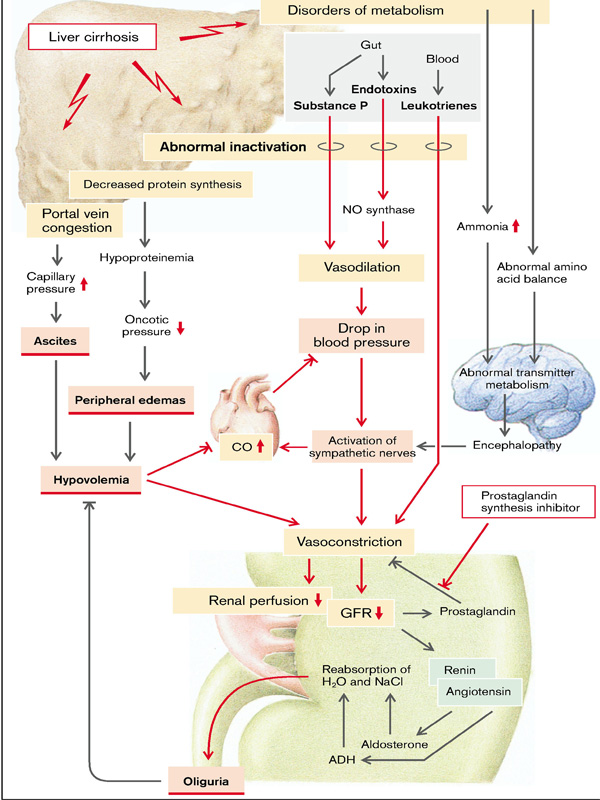 Disorders of metabolism
Liver cirrhosis
Gut
Blood
Endotoxins
Substance P
Leukotrienes
Abnormal inactivation
Decreased protein synthesis
NO synthase
Portal vein
congestion
Ammonia
Hypoproteinemia
Vasodilation
Abnormal amino
acid balance
Capillary
pressure
Oncotic
pressure
Drop in
blood pressure
Ascites
Abnormal transmitter
metabolism
Peripheral edemas
CO
Activation of
sympathetic nerves
Encephalopathy
Hypovolemia
Prostaglandin
synthesis inhibitor
Vasoconstriction
Renal perfusion
GFR
Prostaglandin
Reabsorption of
H₂O and NaCl
Renin
Angiotensin
Aldosterone
ADH
Oliguria